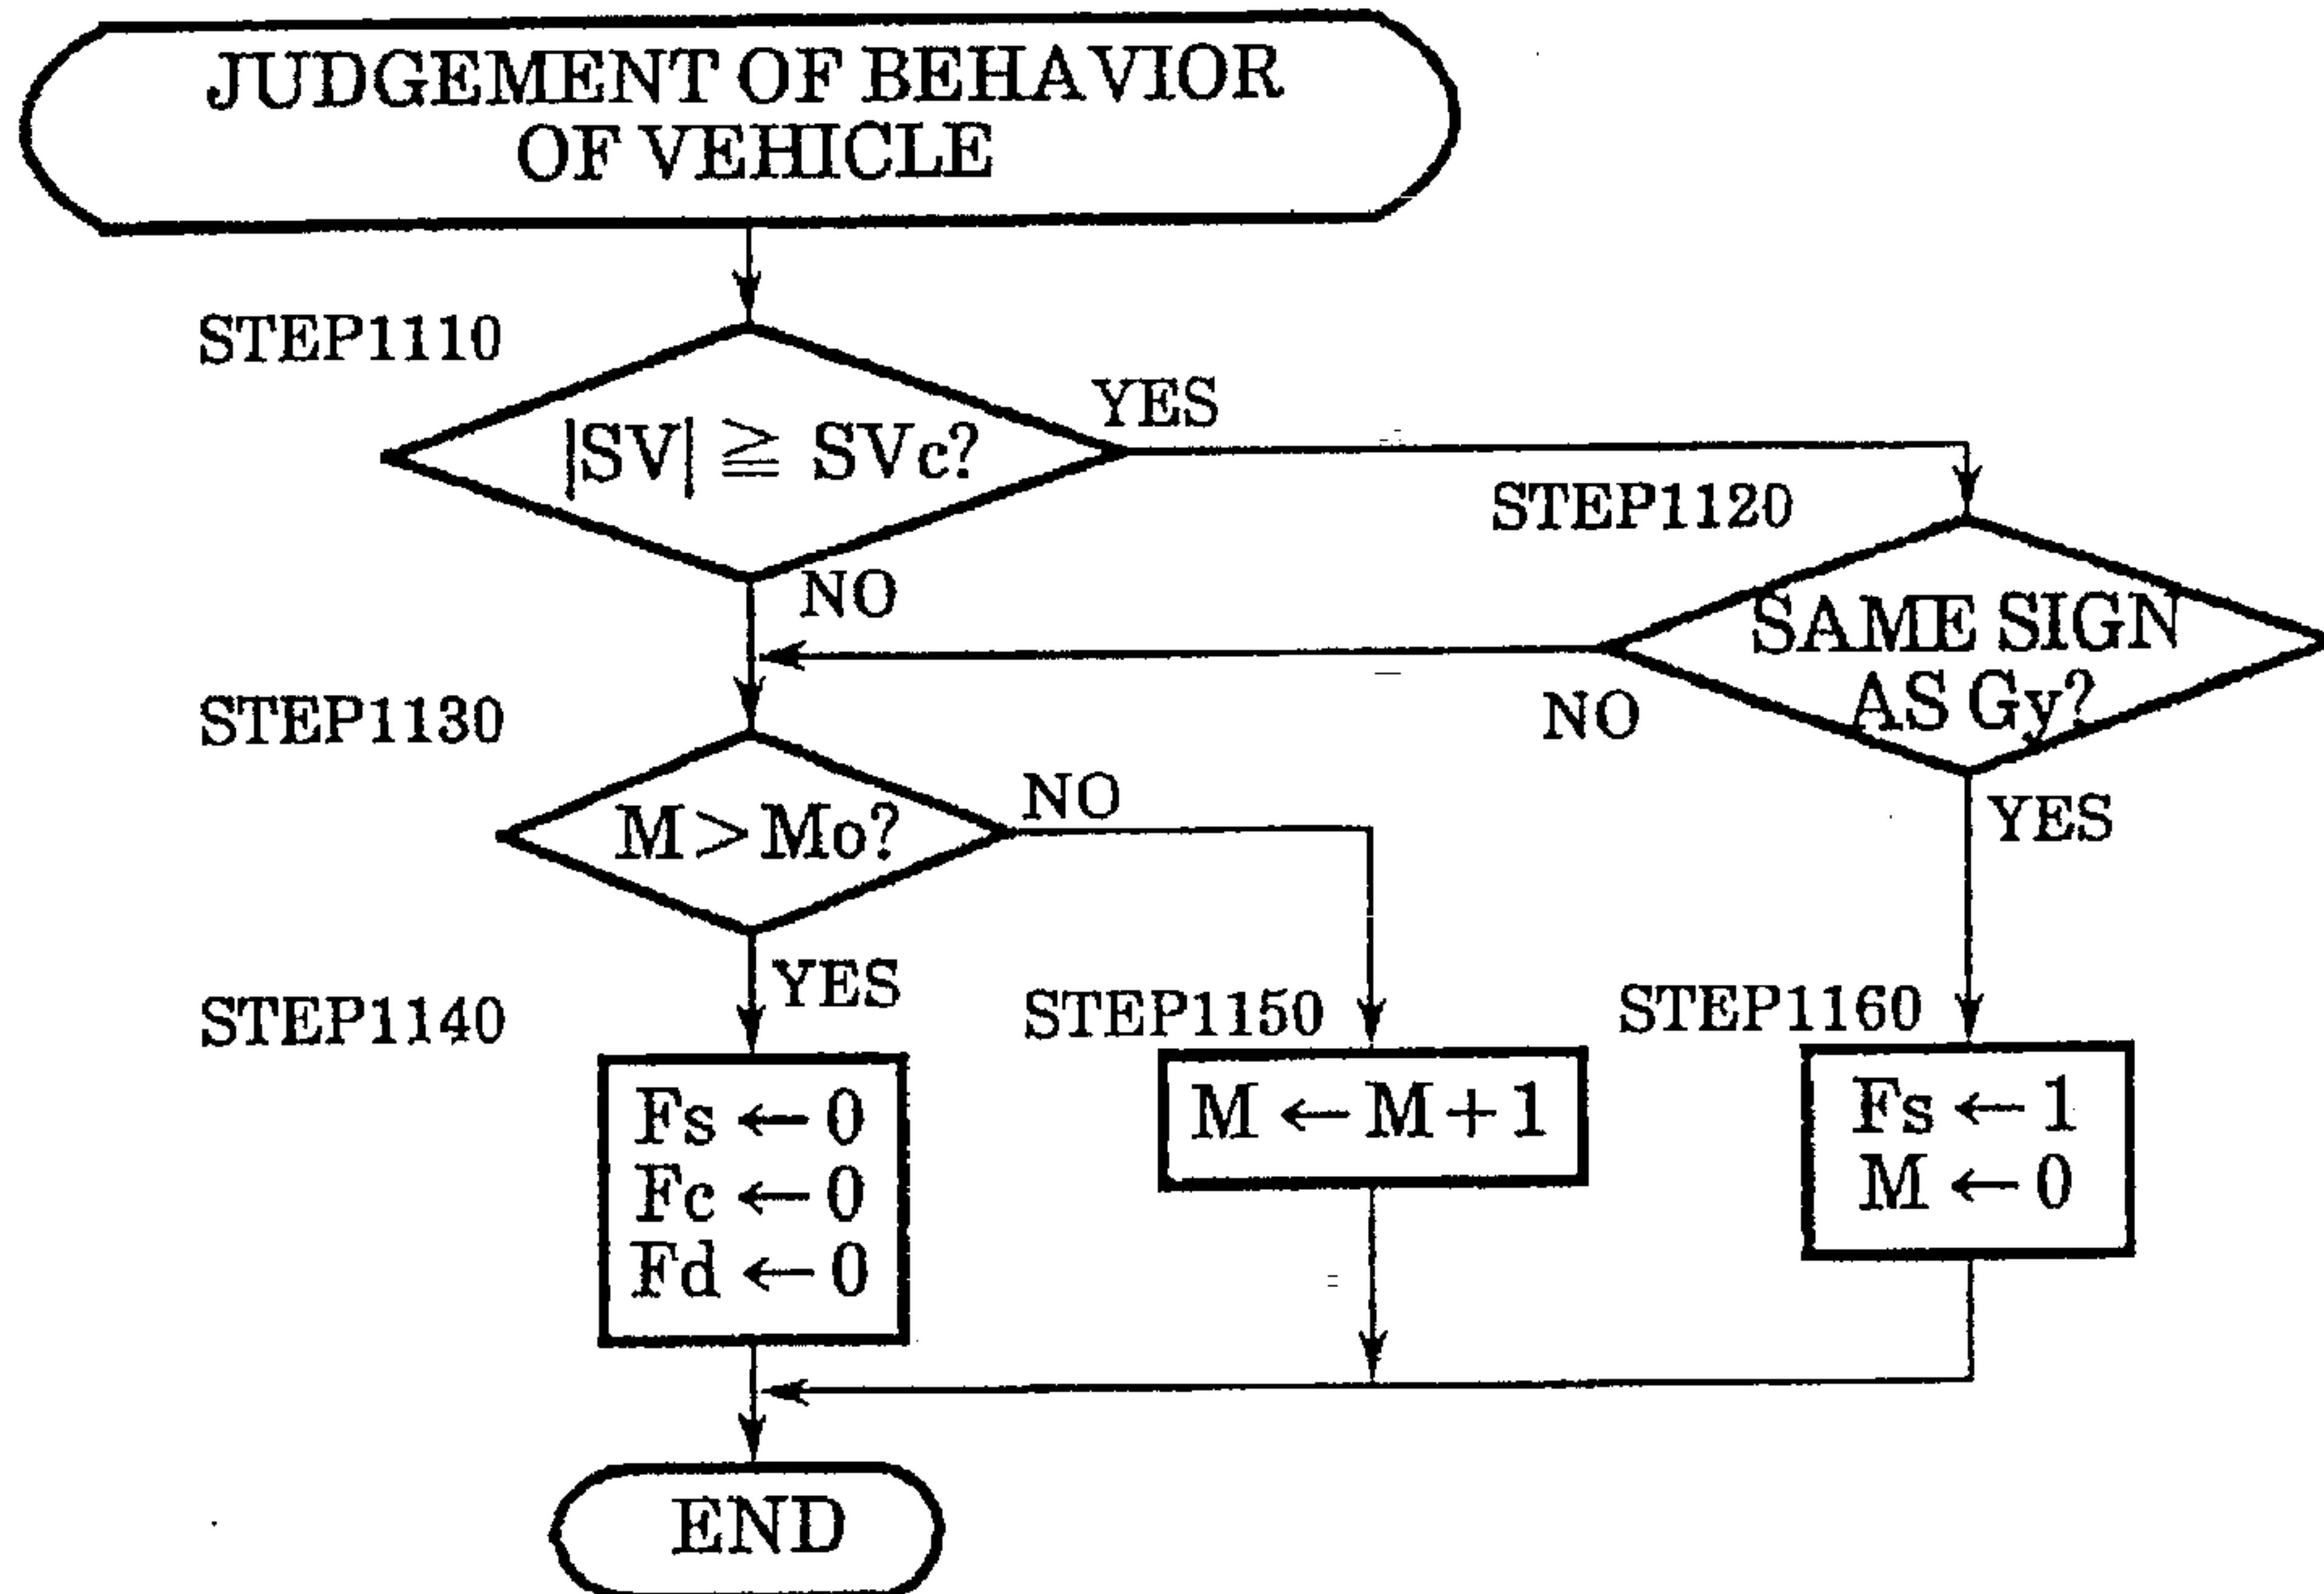 JUDGEMENT OF BEHAVIOR
OF VEHICLE
STEP1110
|SV| ≧ SVc?
YES
NO
STEP1120
SAME SIGN
AS Gy?
NO
YES
STEP1130
M > Mo?
NO
YES
STEP1140
Fs ← 0
Fc ← 0
Fd ← 0
STEP1150
M ← M+1
STEP1160
Fs ← 1
M ← 0
END